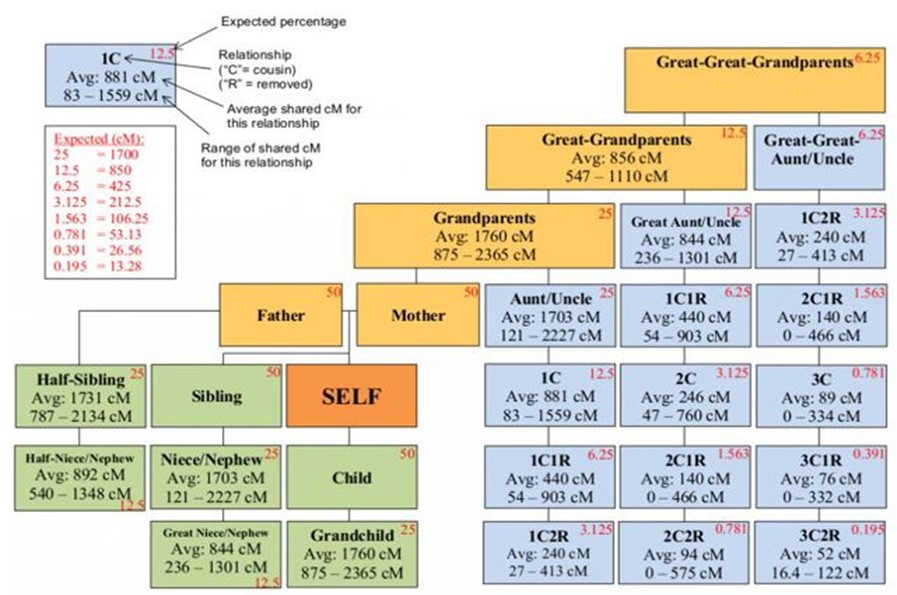 Expected percentage
1C 12.5
Avg: 881 cM
83 – 1559 cM
Relationship
("C"= cousin)
("R" = removed)
Average shared cM for
this relationship
Range of shared cM
for this relationship
Expected (cM):
25 = 1700
12.5 = 850
6.25 = 425
3.125 = 212.5
1.563 = 106.25
0.781 = 53.13
0.391 = 26.56
0.195 = 13.28
Great-Great-Grandparents 6.25
Great-Grandparents 12.5
Avg: 856 cM
547 – 1110 cM
Great-Great- 6.25
Aunt/Uncle
Grandparents 25
Avg: 1760 cM
875 – 2365 cM
Great Aunt/Uncle 12.5
Avg: 844 cM
236 – 1301 cM
1C2R 3.125
Avg: 240 cM
27 – 413 cM
Father 50
Mother 50
Aunt/Uncle 25
Avg: 1703 cM
121 – 2227 cM
1C1R 6.25
Avg: 440 cM
54 – 903 cM
2C1R 1.563
Avg: 140 cM
0 – 466 cM
Half-Sibling 25
Avg: 1731 cM
787 – 2134 cM
Sibling 50
SELF
1C 12.5
Avg: 881 cM
83 – 1559 cM
2C 3.125
Avg: 246 cM
47 – 760 cM
3C 0.781
Avg: 89 cM
0 – 334 cM
Half-Niece/Nephew
Avg: 892 cM
540 – 1348 cM
12.5
Niece/Nephew 25
Avg: 1703 cM
121 – 2227 cM
Child 50
1C1R 6.25
Avg: 440 cM
54 – 903 cM
2C1R 1.563
Avg: 140 cM
0 – 466 cM
3C1R 0.391
Avg: 76 cM
0 – 332 cM
Great Niece/Nephew
Avg: 844 cM
236 – 1301 cM
12.5
Grandchild 25
Avg: 1760 cM
875 – 2365 cM
1C2R 3.125
Avg: 240 cM
27 – 413 cM
2C2R 0.781
Avg: 94 cM
0 – 575 cM
3C2R 0.195
Avg: 52 cM
16.4 – 122 cM